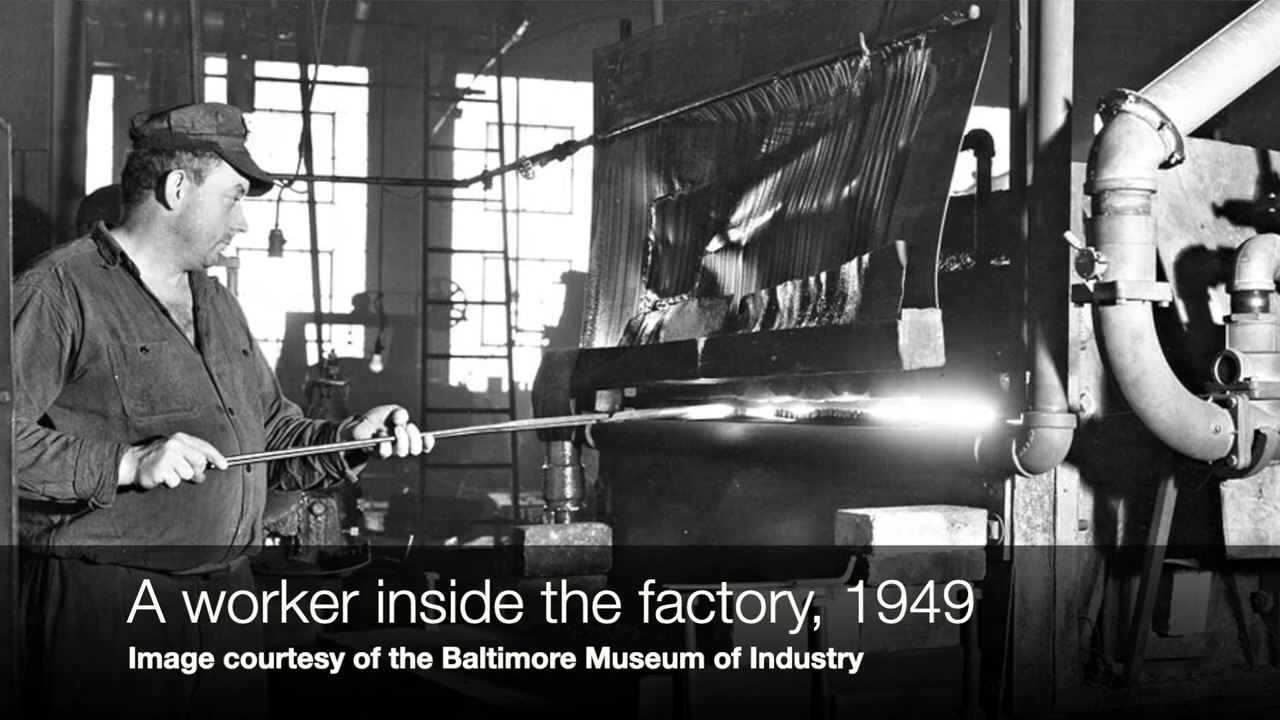 A worker inside the factory, 1949
Image courtesy of the Baltimore Museum of Industry